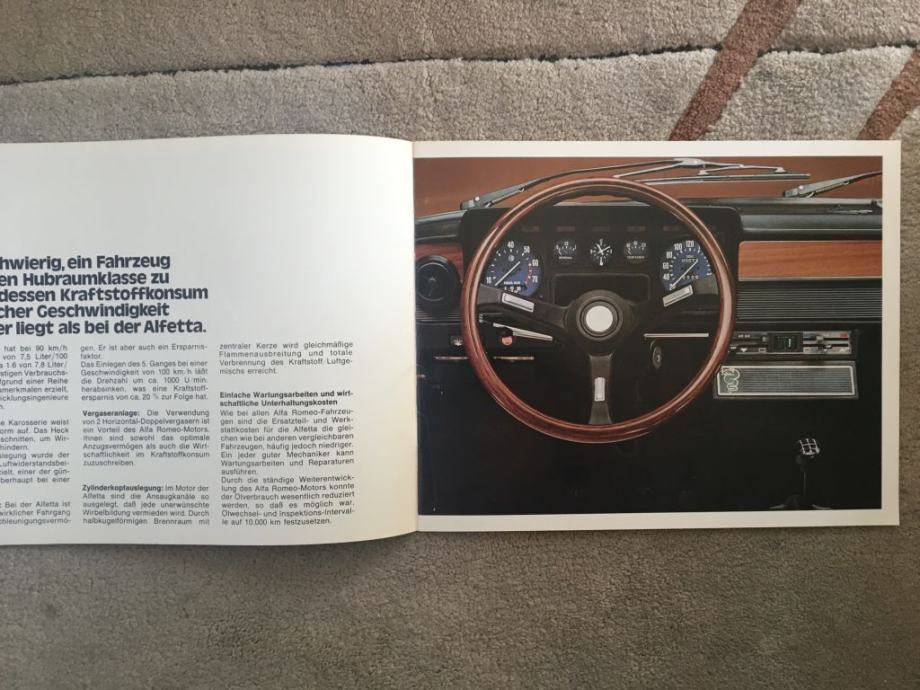 hwierig, ein Fahrzeug
en Hubraumklasse zu
dessen Kraftstoffkonsum
cher Geschwindigkeit
er liegt als bei der Alfetta.
hat bei 90 km/h
von 7,5 Liter/100
s 1.6 von 7,8 Liter/
stigen Verbrauchs-
fgrund einer Reihe
nmerkmalen erzielt,
icklungsingenieure
n.
e Karosserie weist
orm auf. Das Heck
schnitten, um Wir-
hindern.
slegung wurde der
Luftwiderstandsbei-
zielt, einer der gün-
überhaupt bei einer
: Bei der Alfetta ist
wirklicher Fahrgang
chleunigungsvermö-
gen. Er ist aber auch ein Ersparnis-
faktor.
Das Einlegen des 5. Ganges bei einer
Geschwindigkeit von 100 km/h läßt
die Drehzahl um ca. 1000 U/min.
herabsinken, was eine Kraftstoff-
ersparnis von ca. 20 % zur Folge hat.
Vergaseranlage: Die Verwendung
von 2 Horizontal-Doppelvergasern ist
ein Vorteil des Alfa Romeo-Motors.
Ihnen sind sowohl das optimale
Anzugsvermögen als auch die Wirt-
schaftlichkeit im Kraftstoffkonsum
zuzuschreiben.
Zylinderkopfauslegung: Im Motor der
Alfetta sind die Ansaugkanäle so
ausgelegt, daß jede unerwünschte
Wirbelbildung vermieden wird. Durch
halbkugelförmigen Brennraum mit
zentraler Kerze wird gleichmäßige
Flammenausbreitung und totale
Verbrennung des Kraftstoff/Luftge-
mischs erreicht.
Einfache Wartungsarbeiten und wirt-
schaftliche Unterhaltungskosten
Wie bei allen Alfa Romeo-Fahrzeu-
gen sind die Ersatzteil- und Werk-
stattkosten für die Alfetta die glei-
chen wie bei anderen vergleichbaren
Fahrzeugen, häufig jedoch niedriger.
Ein jeder guter Mechaniker kann
Wartungsarbeiten und Reparaturen
ausführen.
Durch die ständige Weiterentwick-
lung des Alfa Romeo-Motors konnte
der Ölverbrauch wesentlich reduziert
werden, so daß es möglich war,
Ölwechsel- und Inspektions-Interval-
le auf 10.000 km festzusetzen.